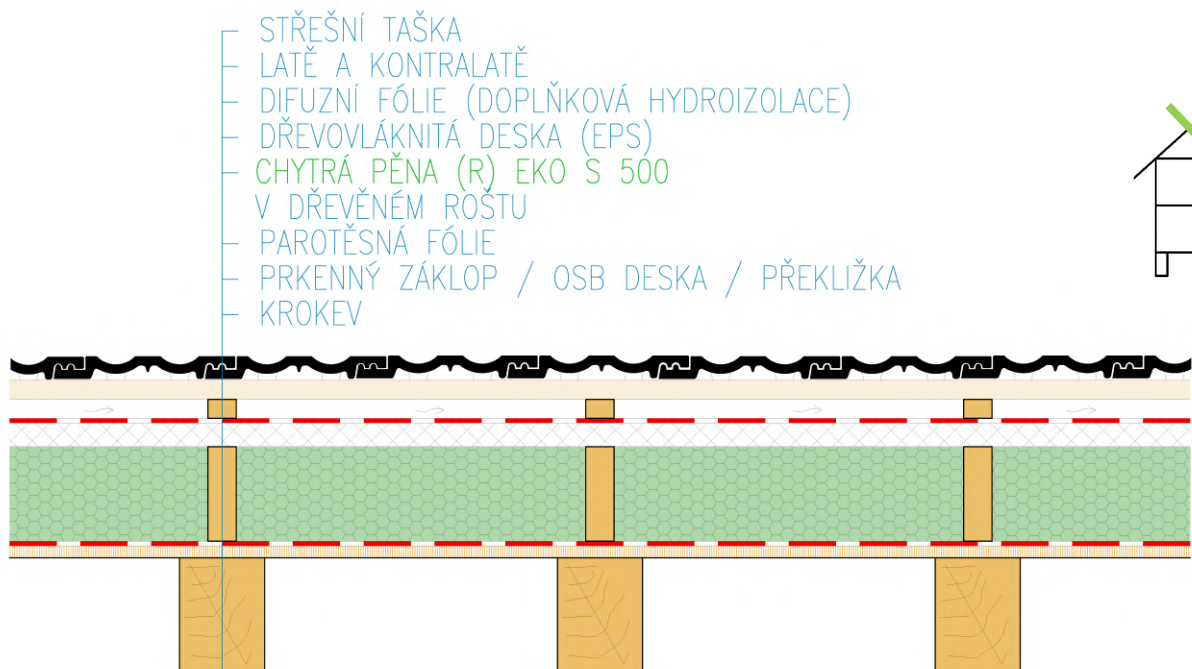 STŘEŠNÍ TAŠKA
LATĚ A KONTRALATĚ
DIFUZNÍ FÓLIE (DOPLŇKOVÁ HYDROIZOLACE)
DŘEVOVLÁKNITÁ DESKA (EPS)
CHYTRÁ PĚNA (R) EKO S 500
V DŘEVĚNÉM ROŠTU
PAROTĚSNÁ FÓLIE
PRKENNÝ ZÁKLOP / OSB DESKA / PŘEKLIŽKA
KROKEV